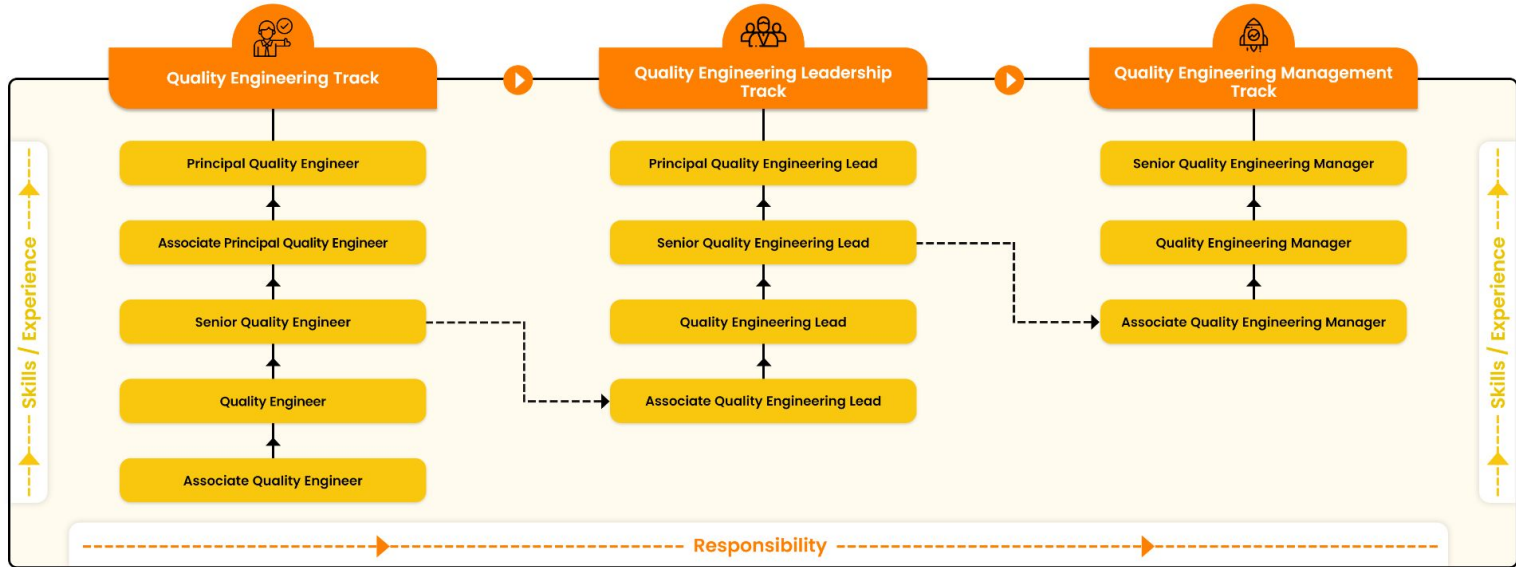 Quality Engineering Track
Quality Engineering Leadership
Track
Quality Engineering Management
Track
Principal Quality Engineer
Associate Principal Quality Engineer
Senior Quality Engineer
Quality Engineer
Associate Quality Engineer
Principal Quality Engineering Lead
Senior Quality Engineering Lead
Quality Engineering Lead
Associate Quality Engineering Lead
Senior Quality Engineering Manager
Quality Engineering Manager
Associate Quality Engineering Manager
Skills / Experience
Skills / Experience
Responsibility